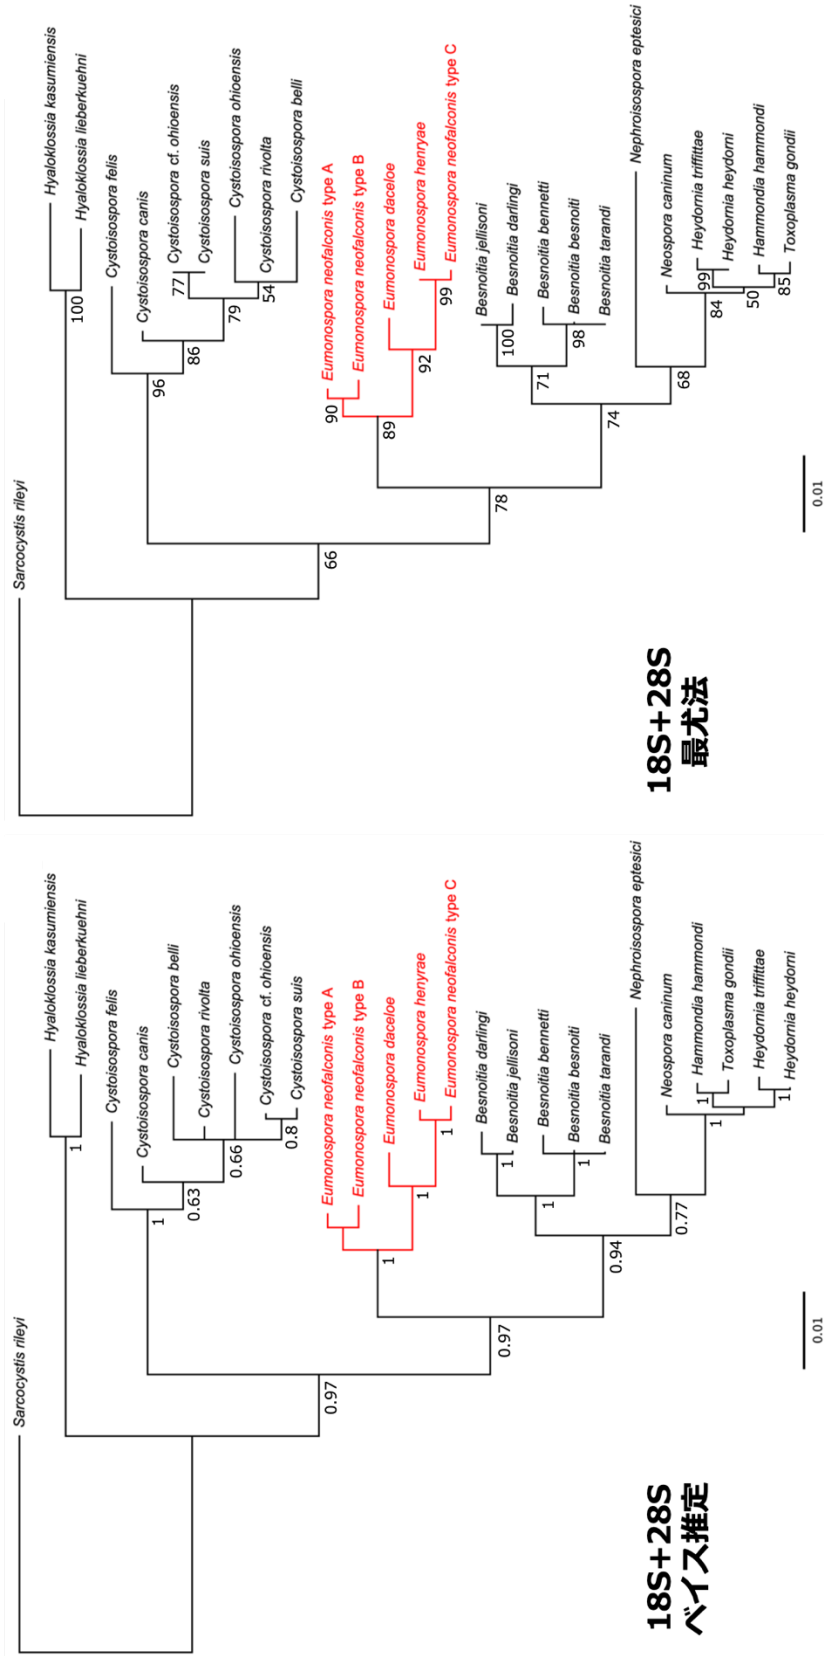 Sarcocystis rileyi
Hyaloklossia kasumiensis
Hyaloklossia lieberkuehni
100
Cystoisospora felis
Cystoisospora canis
Cystoisospora cf. ohioensis
Cystoisospora suis
Cystoisospora ohioensis
Cystoisospora rivolta
Cystoisospora belli
96
86
77
79
54
66
Eumonospora neofalconis type A
Eumonospora neofalconis type B
Eumonospora daceloe
Eumonospora henryae
Eumonospora neofalconis type C
90
89
92
99
78
Besnoitia jellisoni
Besnoitia darlingi
Besnoitia bennetti
Besnoitia besnoiti
Besnoitia tarandi
100
71
98
74
Nephroisospora eptesici
Neospora caninum
Heydornia triffittae
Heydornia heydorni
Hammondia hammondi
Toxoplasma gondii
68
84
99
50
85
18S+28S
最尤法
0.01
Sarcocystis rileyi
Hyaloklossia kasumiensis
Hyaloklossia lieberkuehni
1
Cystoisospora felis
Cystoisospora canis
Cystoisospora belli
Cystoisospora rivolta
Cystoisospora ohioensis
Cystoisospora cf. ohioensis
Cystoisospora suis
1
0.63
0.66
0.8
0.97
Eumonospora neofalconis type A
Eumonospora neofalconis type B
Eumonospora daceloe
Eumonospora henyrae
Eumonospora neofalconis type C
1
1
1
0.97
Besnoitia darlingi
Besnoitia jellisoni
Besnoitia bennetti
Besnoitia besnoiti
Besnoitia tarandi
1
1
1
0.94
Nephroisospora eptesici
Neospora caninum
Hammondia hammondi
Toxoplasma gondii
Heydornia triffittae
Heydornia heydorni
0.77
1
1
1
18S+28S
ベイス推定
0.01